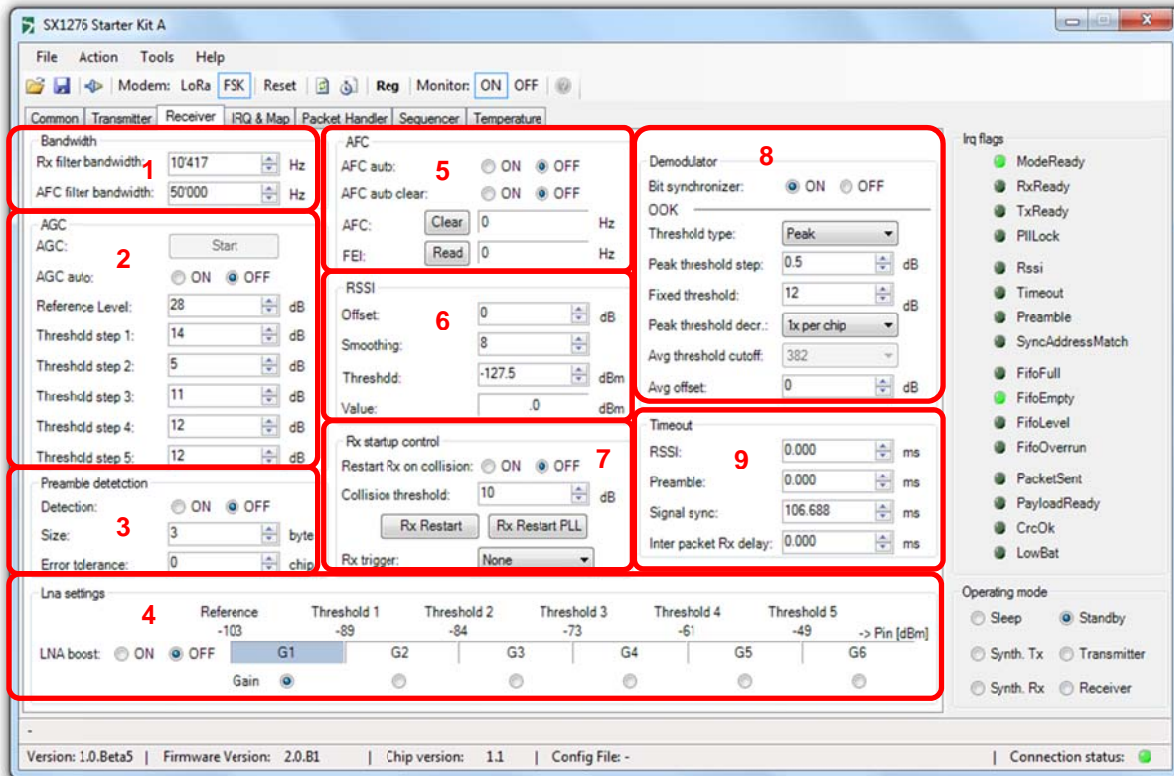 SX1276 Starter Kit A
File Action Tools Help
Modem: LoRa FSK Reset Reg Monitor: ON OFF
Common Transmitter Receiver IRQ & Map Packet Handler Sequencer Temperature
Bandwidth
Rx filter bandwidth: 10'417 Hz
AFC filter bandwidth: 50'000 Hz
1
AGC
AGC: Start
AGC auto: ON OFF
Reference Level: 28 dB
Threshold step 1: 14 dB
Threshold step 2: 5 dB
Threshold step 3: 11 dB
Threshold step 4: 12 dB
Threshold step 5: 12 dB
2
Preamble detetction
Detection: ON OFF
Size: 3 byte
Error tolerance: 0 chip
3
AFC
AFC auto: ON OFF
AFC auto clear: ON OFF
AFC: Clear 0 Hz
FEI: Read 0 Hz
5
RSSI
Offset: 0 dB
Smoothing: 8
Threshold: -127.5 dBm
Value: .0 dBm
6
Rx startup control
Restart Rx on collision: ON OFF
Collision threshold: 10 dB
Rx Restart Rx Restart PLL
Rx trigger: None
7
Demodulator
Bit synchronizer: ON OFF
OOK
Threshold type: Peak
Peak threshold step: 0.5 dB
Fixed threshold: 12 dB
Peak threshold decr.: 1x per chip
Avg threshold cutoff: 382
Avg offset: 0 dB
8
Timeout
RSSI: 0.000 ms
Preamble: 0.000 ms
Signal sync: 106.688 ms
Inter packet Rx delay: 0.000 ms
9
Lna settings
4
Reference Threshold 1 Threshold 2 Threshold 3 Threshold 4 Threshold 5
-103 -89 -84 -73 -61 -49 -> Pin [dBm]
LNA boost: ON OFF G1 G2 G3 G4 G5 G6
Gain
Irq flags
ModeReady
RxReady
TxReady
PllLock
Rssi
Timeout
Preamble
SyncAddressMatch
FifoFull
FifoEmpty
FifoLevel
FifoOverrun
PacketSent
PayloadReady
CrcOk
LowBat
Operating mode
Sleep Standby
Synth. Tx Transmitter
Synth. Rx Receiver
-
Version: 1.0.Beta5 | Firmware Version: 2.0.B1 | Chip version: 1.1 | Config File: - | Connection status: